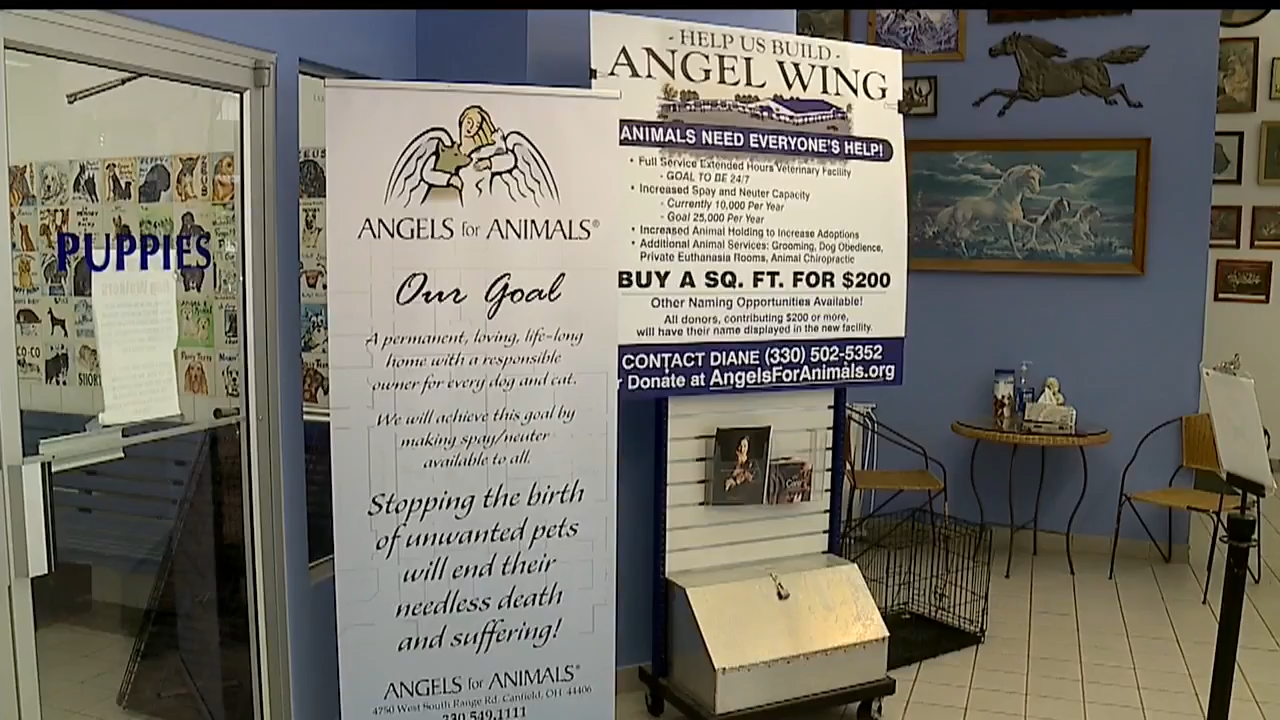 PUPPIES
ANGELS for ANIMALS®
Our Goal
A permanent, loving, life-long
home with a responsible
owner for every dog and cat.
We will achieve this goal by
making spay/neuter
available to all.
Stopping the birth
of unwanted pets
will end their
needless death
and suffering!
ANGELS for ANIMALS®
4750 West South Range Rd. Canfield, OH 44406
330.549.1111
- HELP US BUILD -
ANGEL WING
ANIMALS NEED EVERYONE'S HELP!
• Full Service Extended Hours Veterinary Facility
- GOAL TO BE 24/7
• Increased Spay and Neuter Capacity
- Currently 10,000 Per Year
- Goal 25,000 Per Year
• Increased Animal Holding to Increase Adoptions
• Additional Animal Services: Grooming, Dog Obedience,
Private Euthanasia Rooms, Animal Chiropractic
BUY A SQ. FT. FOR $200
Other Naming Opportunities Available!
All donors, contributing $200 or more,
will have their name displayed in the new facility.
CONTACT DIANE (330) 502-5352
r Donate at AngelsForAnimals.org